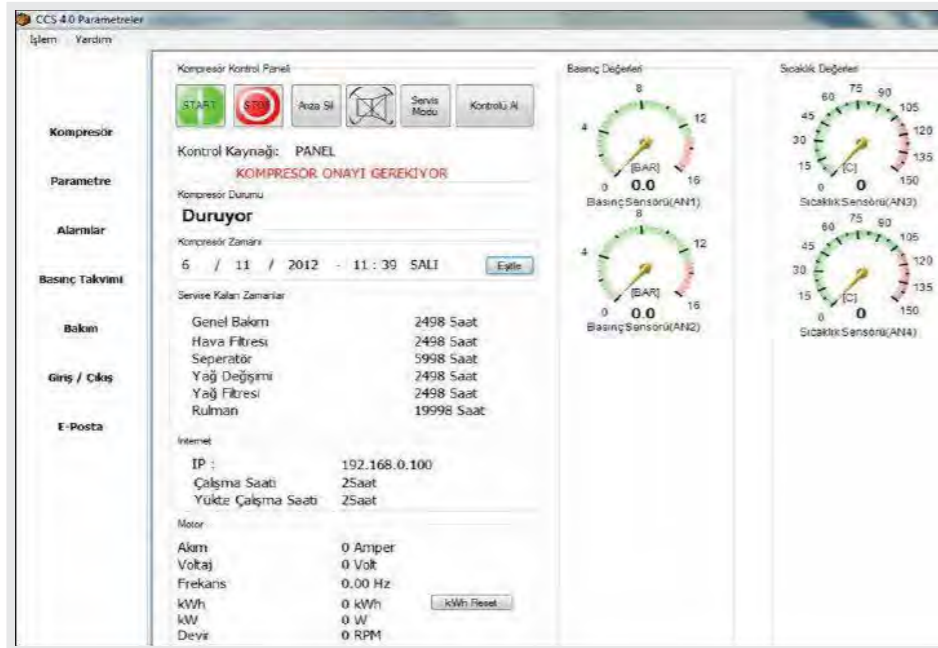 CCS 4.0 Parametreler
İşlem Yardım
Kompresör
Parametre
Alarmlar
Basınç Takvimi
Bakım
Giriş / Çıkış
E-Posta
Kompresör Kontrol Paneli
START STOP Arıza Sil Servis Modu Kontrolü Al
Kontrol Kaynağı: PANEL
KOMPRESÖR ONAYI GEREKİYOR
Kompresör Durumu
Duruyor
Kompresör Zamanı
6 / 11 / 2012 - 11 : 39 SALI Eşitle
Servise Kalan Zamanlar
Genel Bakım 2498 Saat
Hava Filtresi 2498 Saat
Seperatör 5998 Saat
Yağ Değişimi 2498 Saat
Yağ Filtresi 2498 Saat
Rulman 19998 Saat
İnternet
IP : 192.168.0.100
Çalışma Saati 2Saat
Yükte Çalışma Saati 2Saat
Motor
Akım 0 Amper
Voltaj 0 Volt
Frekans 0.00 Hz
kWh 0 kWh kWh Reset
kW 0 W
Devir 0 RPM
Basınç Değerleri
0 4 8 12 16
[BAR]
0.0
Basınç Sensörü(AN1)
0 4 8 12 16
[BAR]
0.0
Basınç Sensörü(AN2)
Sıcaklık Değerleri
0 15 30 45 60 75 90 105 120 135 150
[C]
0
Sıcaklık Sensörü(AN3)
0 15 30 45 60 75 90 105 120 135 150
[C]
0
Sıcaklık Sensörü(AN4)